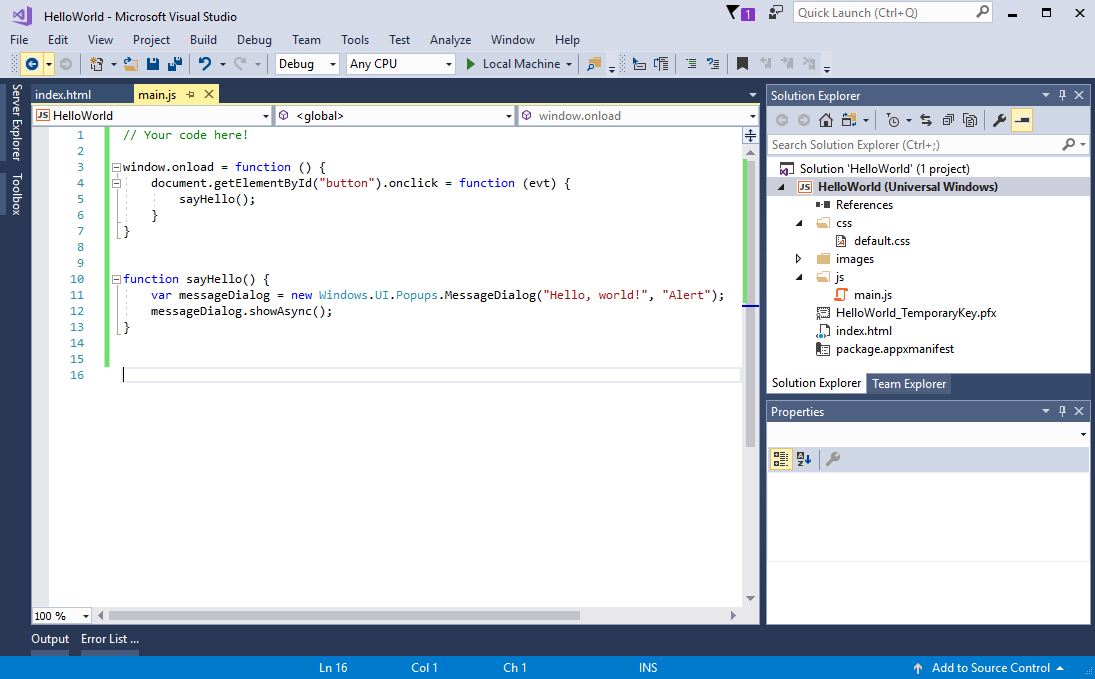 HelloWorld - Microsoft Visual Studio
1
Quick Launch (Ctrl+Q)
File Edit View Project Build Debug Team Tools Test Analyze Window Help
Debug Any CPU Local Machine
Server Explorer
Toolbox
index.html main.js
JS HelloWorld <global> window.onload
1 // Your code here!
2
3 window.onload = function () {
4 document.getElementById("button").onclick = function (evt) {
5 sayHello();
6 }
7 }
8
9
10 function sayHello() {
11 var messageDialog = new Windows.UI.Popups.MessageDialog("Hello, world!", "Alert");
12 messageDialog.showAsync();
13 }
14
15
16
100 %
Solution Explorer
Search Solution Explorer (Ctrl+;)
Solution 'HelloWorld' (1 project)
JS HelloWorld (Universal Windows)
References
css
default.css
images
js
main.js
HelloWorld_TemporaryKey.pfx
index.html
package.appxmanifest
Solution Explorer Team Explorer
Properties
Output Error List ...
Ln 16 Col 1 Ch 1 INS Add to Source Control